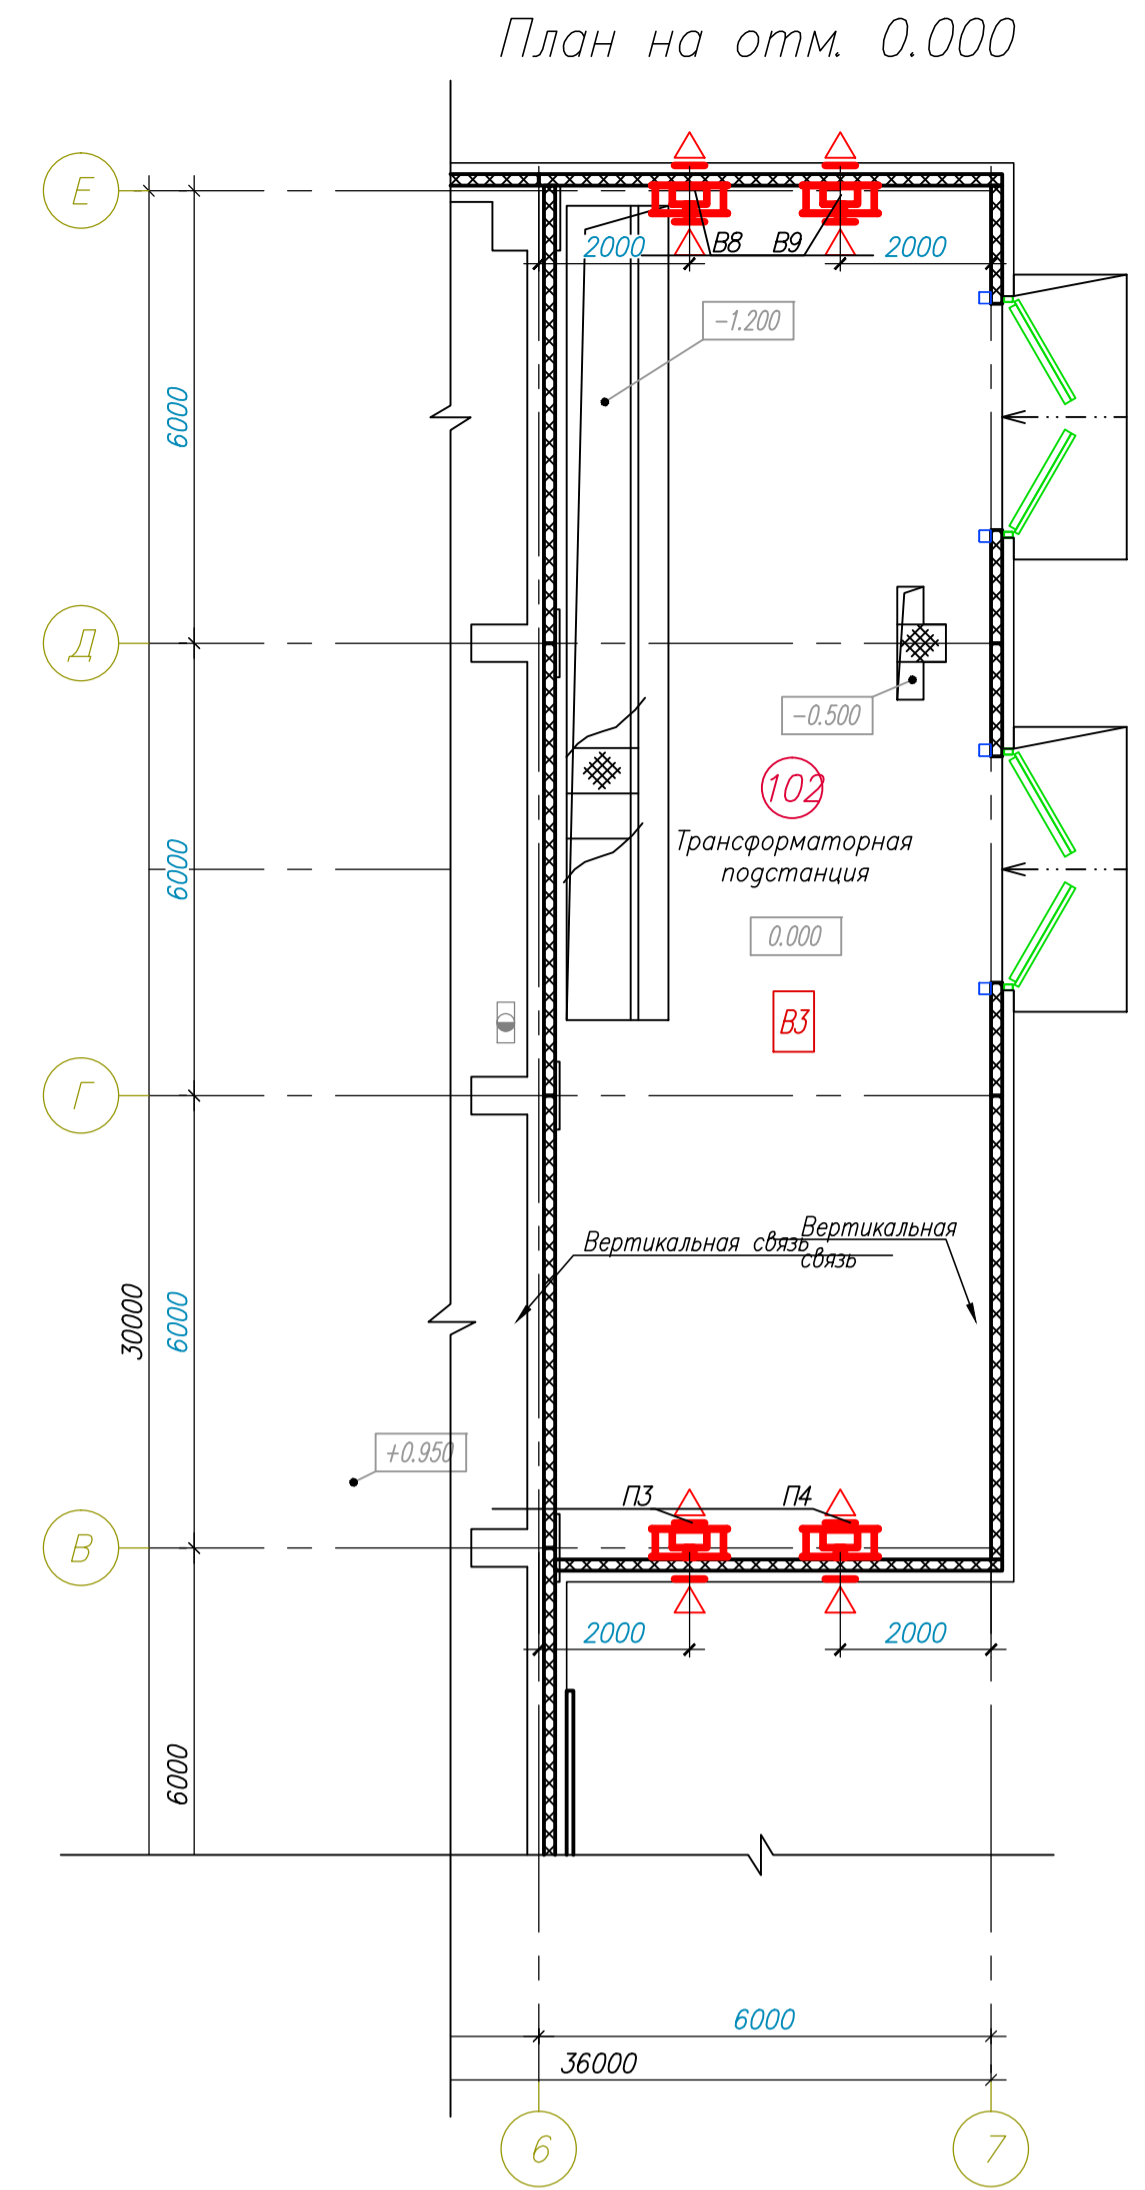 План на отм. 0.000
Е
В8
В9
2000
2000
-1.200
6000
Д
-0.500
102
Трансформаторная
подстанция
6000
0.000
В3
Г
Вертикальная связь
Вертикальная
связь
30000
6000
+0.950
П3
П4
В
2000
2000
6000
6000
36000
6
7